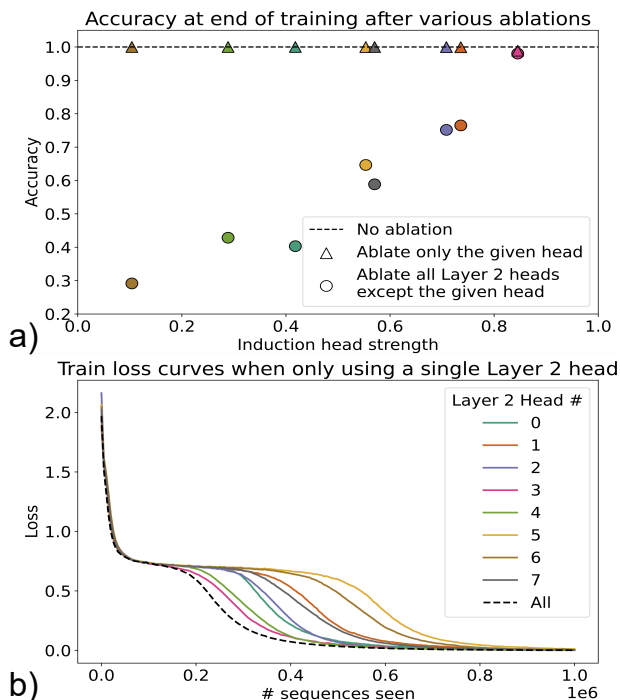 Accuracy at end of training after various ablations
1.0
0.9
0.8
0.7
0.6
0.5
0.4
0.3
0.2
Accuracy
No ablation
Ablate only the given head
Ablate all Layer 2 heads
except the given head
0.0 0.2 0.4 0.6 0.8 1.0
Induction head strength
a)
Train loss curves when only using a single Layer 2 head
2.0
1.5
1.0
0.5
0.0
Loss
Layer 2 Head #
0
1
2
3
4
5
6
7
All
0.0 0.2 0.4 0.6 0.8 1.0
1e6
# sequences seen
b)